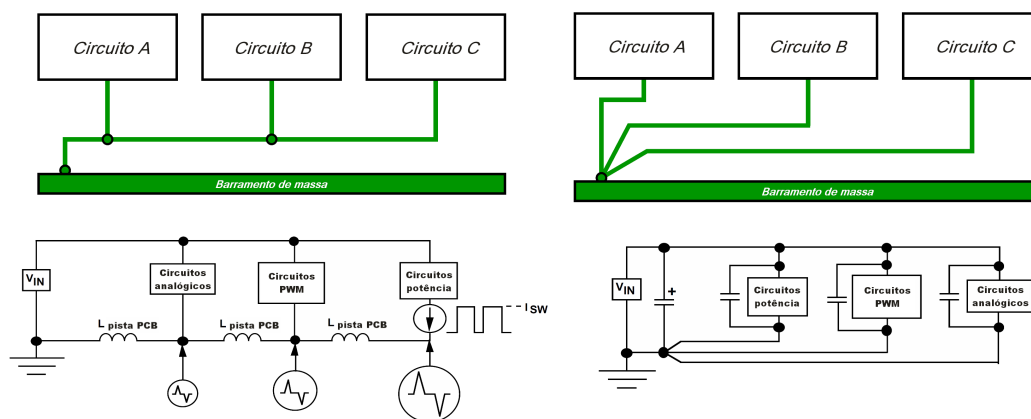 Circuito A
Circuito B
Circuito C
Barramento de massa
Circuito A
Circuito B
Circuito C
Barramento de massa
VIN
Circuitos
analógicos
Circuitos
PWM
Circuitos
potência
I SW
L pista PCB
L pista PCB
L pista PCB
VIN
+
Circuitos
potência
Circuitos
PWM
Circuitos
analógicos